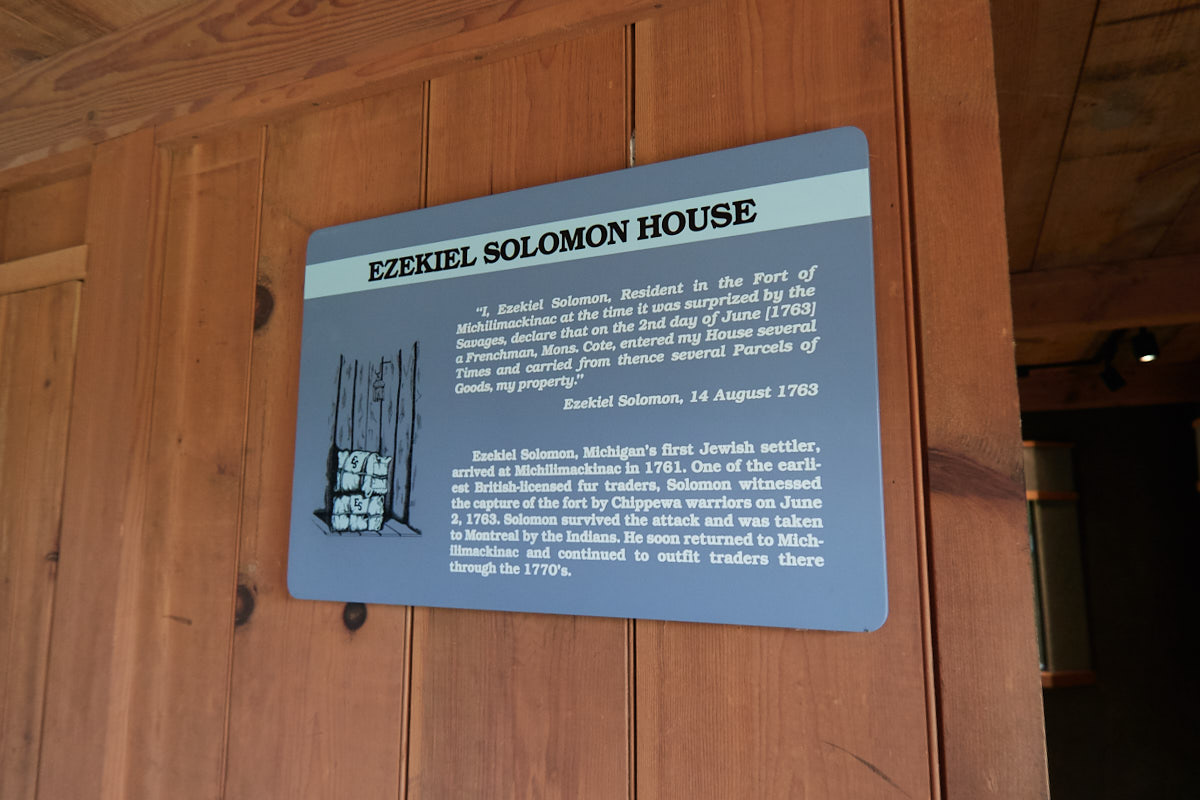 EZEKIEL SOLOMON HOUSE
"I, Ezekiel Solomon, Resident in the Fort of
Michilimackinac at the time it was surprized by the
Savages, declare that on the 2nd day of June [1763]
a Frenchman, Mons. Cote, entered my House several
Times and carried from thence several Parcels of
Goods, my property."
Ezekiel Solomon, 14 August 1763
Ezekiel Solomon, Michigan's first Jewish settler,
arrived at Michilimackinac in 1761. One of the earli-
est British-licensed fur traders, Solomon witnessed
the capture of the fort by Chippewa warriors on June
2, 1763. Solomon survived the attack and was taken
to Montreal by the Indians. He soon returned to Mich-
ilimackinac and continued to outfit traders there
through the 1770's.
ES
ES